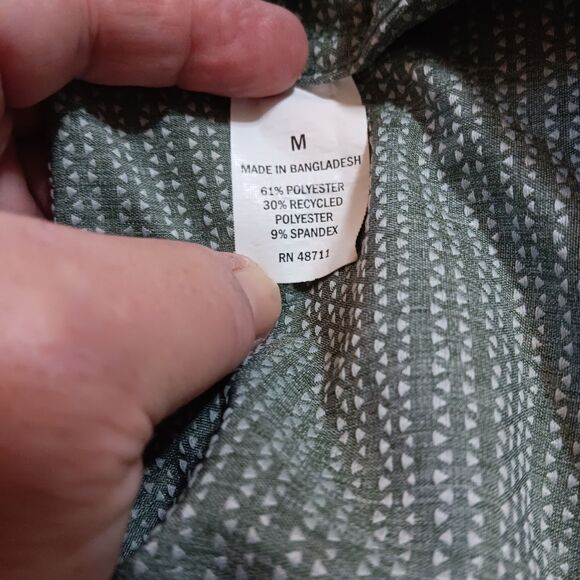 M
MADE IN BANGLADESH
61% POLYESTER
30% RECYCLED
POLYESTER
9% SPANDEX
RN 48711